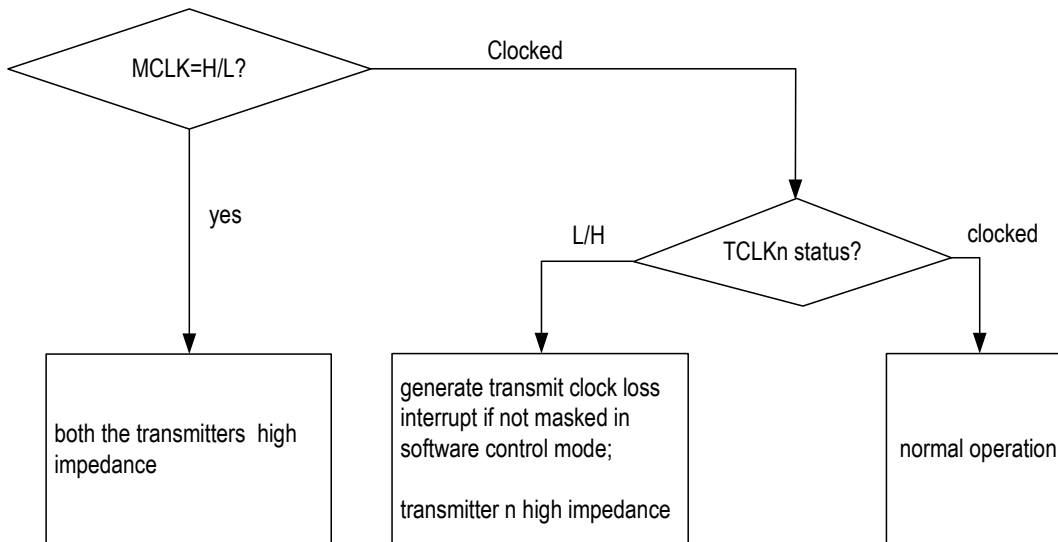 MCLK=H/L?
Clocked
yes
L/H
TCLKn status?
clocked
both the transmitters high
impedance
generate transmit clock loss
interrupt if not masked in
software control mode;
transmitter n high impedance
normal operation